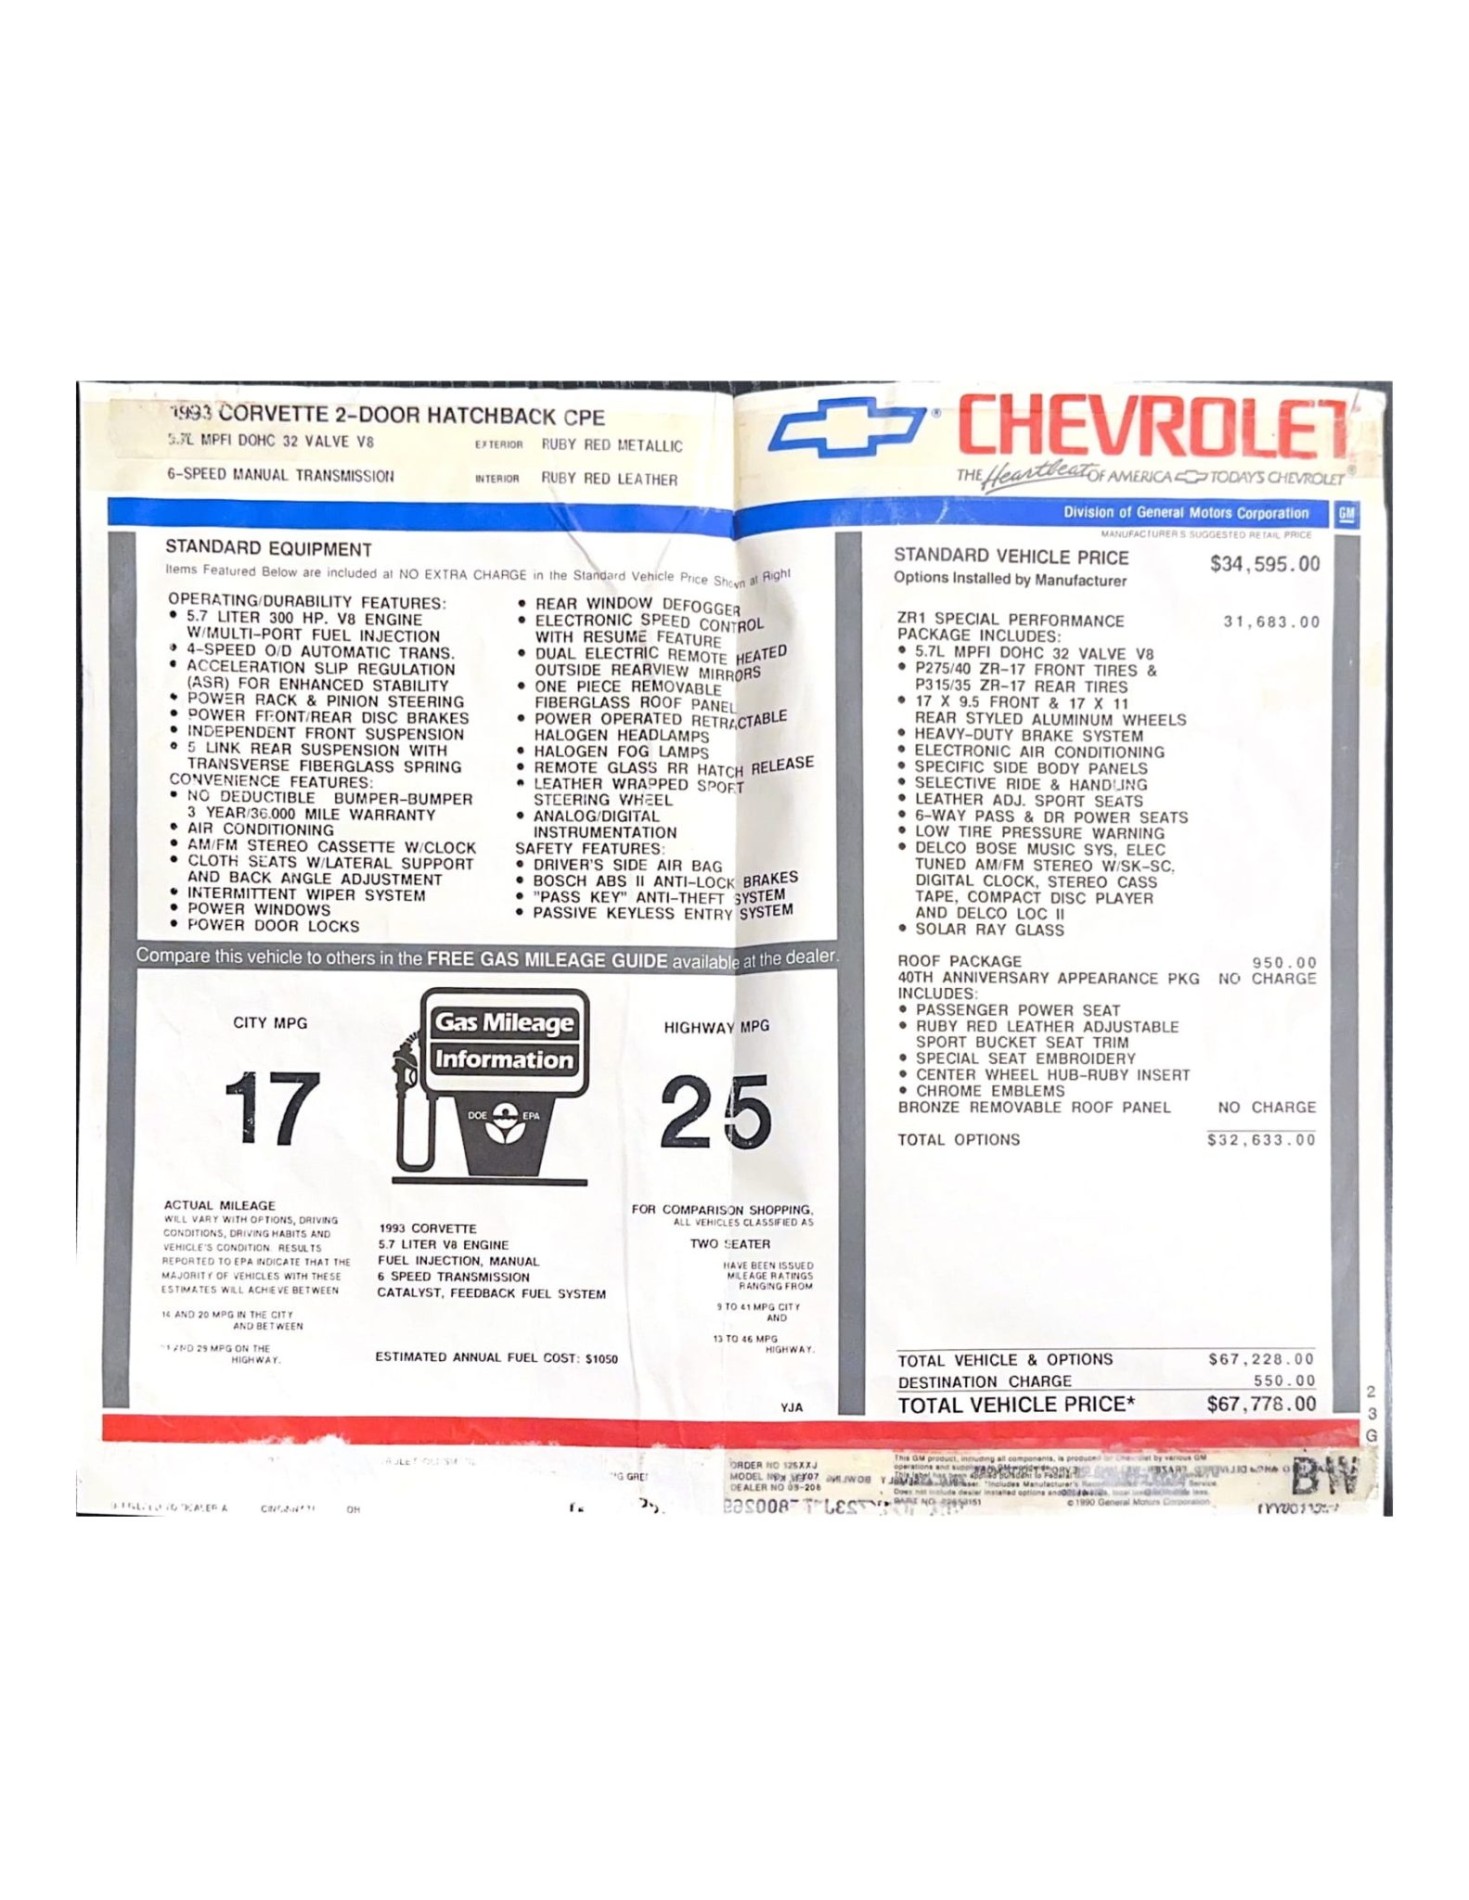 1993 CORVETTE 2-DOOR HATCHBACK CPE
5.7L MPFI DOHC 32 VALVE V8
EXTERIOR RUBY RED METALLIC
6-SPEED MANUAL TRANSMISSION
INTERIOR RUBY RED LEATHER
CHEVROLET
THE Heartbeat OF AMERICA TODAY'S CHEVROLET®
Division of General Motors Corporation
GM
STANDARD EQUIPMENT
Items Featured Below are included at NO EXTRA CHARGE in the Standard Vehicle Price Shown at Right
OPERATING/DURABILITY FEATURES:
• 5.7 LITER 300 HP. V8 ENGINE
W/MULTI-PORT FUEL INJECTION
• 4-SPEED O/D AUTOMATIC TRANS.
• ACCELERATION SLIP REGULATION
(ASR) FOR ENHANCED STABILITY
• POWER RACK & PINION STEERING
• POWER FRONT/REAR DISC BRAKES
• INDEPENDENT FRONT SUSPENSION
• 5 LINK REAR SUSPENSION WITH
TRANSVERSE FIBERGLASS SPRING
CONVENIENCE FEATURES:
• NO DEDUCTIBLE BUMPER-BUMPER
3 YEAR/36,000 MILE WARRANTY
• AIR CONDITIONING
• AM/FM STEREO CASSETTE W/CLOCK
• CLOTH SEATS W/LATERAL SUPPORT
AND BACK ANGLE ADJUSTMENT
• INTERMITTENT WIPER SYSTEM
• POWER WINDOWS
• POWER DOOR LOCKS
• REAR WINDOW DEFOGGER
• ELECTRONIC SPEED CONTROL
WITH RESUME FEATURE
• DUAL ELECTRIC REMOTE HEATED
OUTSIDE REARVIEW MIRRORS
• ONE PIECE REMOVABLE
FIBERGLASS ROOF PANEL
• POWER OPERATED RETRACTABLE
HALOGEN HEADLAMPS
• HALOGEN FOG LAMPS
• REMOTE GLASS RR HATCH RELEASE
• LEATHER WRAPPED SPORT
STEERING WHEEL
• ANALOG/DIGITAL
INSTRUMENTATION
SAFETY FEATURES:
• DRIVER'S SIDE AIR BAG
• BOSCH ABS II ANTI-LOCK BRAKES
• "PASS KEY" ANTI-THEFT SYSTEM
• PASSIVE KEYLESS ENTRY SYSTEM
Compare this vehicle to others in the FREE GAS MILEAGE GUIDE available at the dealer.
CITY MPG
17
Gas Mileage
Information
DOE EPA
HIGHWAY MPG
25
ACTUAL MILEAGE
WILL VARY WITH OPTIONS, DRIVING
CONDITIONS, DRIVING HABITS AND
VEHICLE'S CONDITION. RESULTS
REPORTED TO EPA INDICATE THAT THE
MAJORITY OF VEHICLES WITH THESE
ESTIMATES WILL ACHIEVE BETWEEN
14 AND 20 MPG IN THE CITY
AND BETWEEN
AND 29 MPG ON THE
HIGHWAY.
1993 CORVETTE
5.7 LITER V8 ENGINE
FUEL INJECTION, MANUAL
6 SPEED TRANSMISSION
CATALYST, FEEDBACK FUEL SYSTEM
ESTIMATED ANNUAL FUEL COST: $1050
FOR COMPARISON SHOPPING,
ALL VEHICLES CLASSIFIED AS
TWO SEATER
HAVE BEEN ISSUED
MILEAGE RATINGS
RANGING FROM
9 TO 41 MPG CITY
AND
13 TO 46 MPG
HIGHWAY.
YJA
MANUFACTURER'S SUGGESTED RETAIL PRICE
STANDARD VEHICLE PRICE $34,595.00
Options Installed by Manufacturer
ZR1 SPECIAL PERFORMANCE 31,683.00
PACKAGE INCLUDES:
• 5.7L MPFI DOHC 32 VALVE V8
• P275/40 ZR-17 FRONT TIRES &
P315/35 ZR-17 REAR TIRES
• 17 X 9.5 FRONT & 17 X 11
REAR STYLED ALUMINUM WHEELS
• HEAVY-DUTY BRAKE SYSTEM
• ELECTRONIC AIR CONDITIONING
• SPECIFIC SIDE BODY PANELS
• SELECTIVE RIDE & HANDLING
• LEATHER ADJ. SPORT SEATS
• 6-WAY PASS & DR POWER SEATS
• LOW TIRE PRESSURE WARNING
• DELCO BOSE MUSIC SYS, ELEC
TUNED AM/FM STEREO W/SK-SC,
DIGITAL CLOCK, STEREO CASS
TAPE, COMPACT DISC PLAYER
AND DELCO LOC II
• SOLAR RAY GLASS
ROOF PACKAGE 950.00
40TH ANNIVERSARY APPEARANCE PKG NO CHARGE
INCLUDES:
• PASSENGER POWER SEAT
• RUBY RED LEATHER ADJUSTABLE
SPORT BUCKET SEAT TRIM
• SPECIAL SEAT EMBROIDERY
• CENTER WHEEL HUB-RUBY INSERT
• CHROME EMBLEMS
BRONZE REMOVABLE ROOF PANEL NO CHARGE
TOTAL OPTIONS $32,633.00
TOTAL VEHICLE & OPTIONS $67,228.00
DESTINATION CHARGE 550.00
TOTAL VEHICLE PRICE* $67,778.00
23G
ORDER NO 125XXJ
MODEL NO
DEALER NO 09-208
This GM product, including all components, is produced by Chevrolet by various GM
© 1990 General Motors Corporation
BW
OH